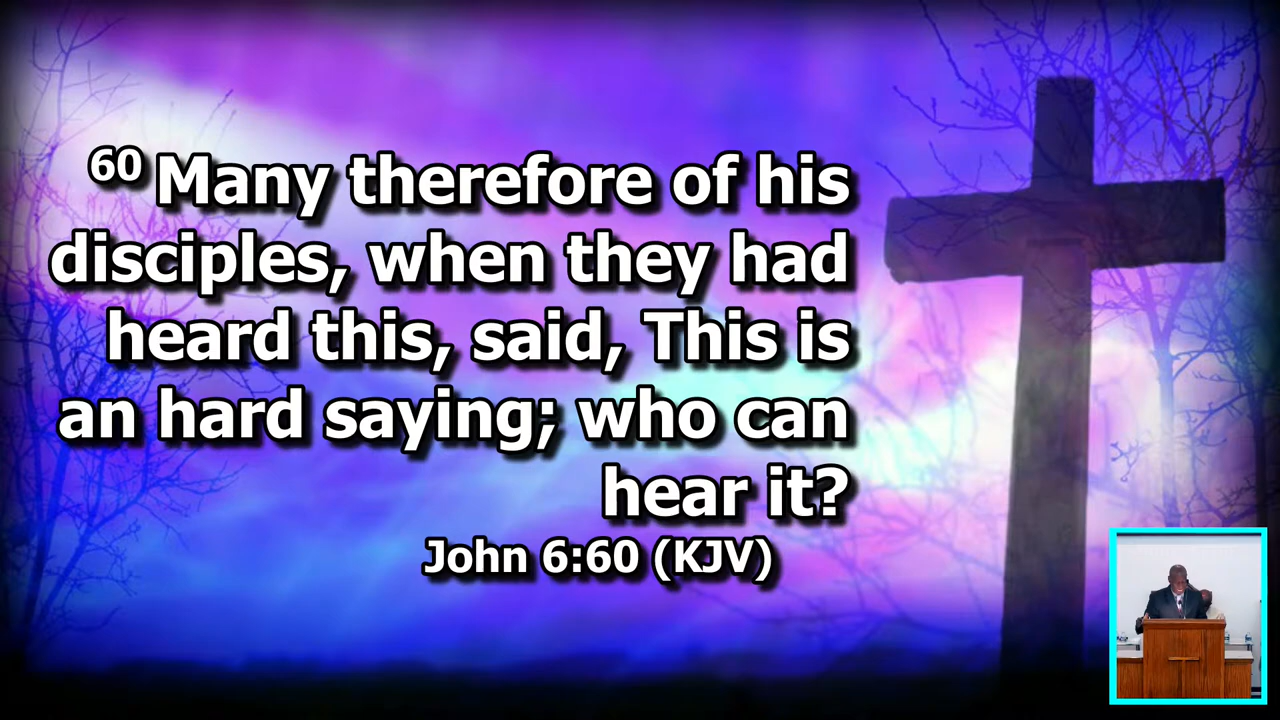 60 Many therefore of his
disciples, when they had
heard this, said, This is
an hard saying; who can
hear it?
John 6:60 (KJV)